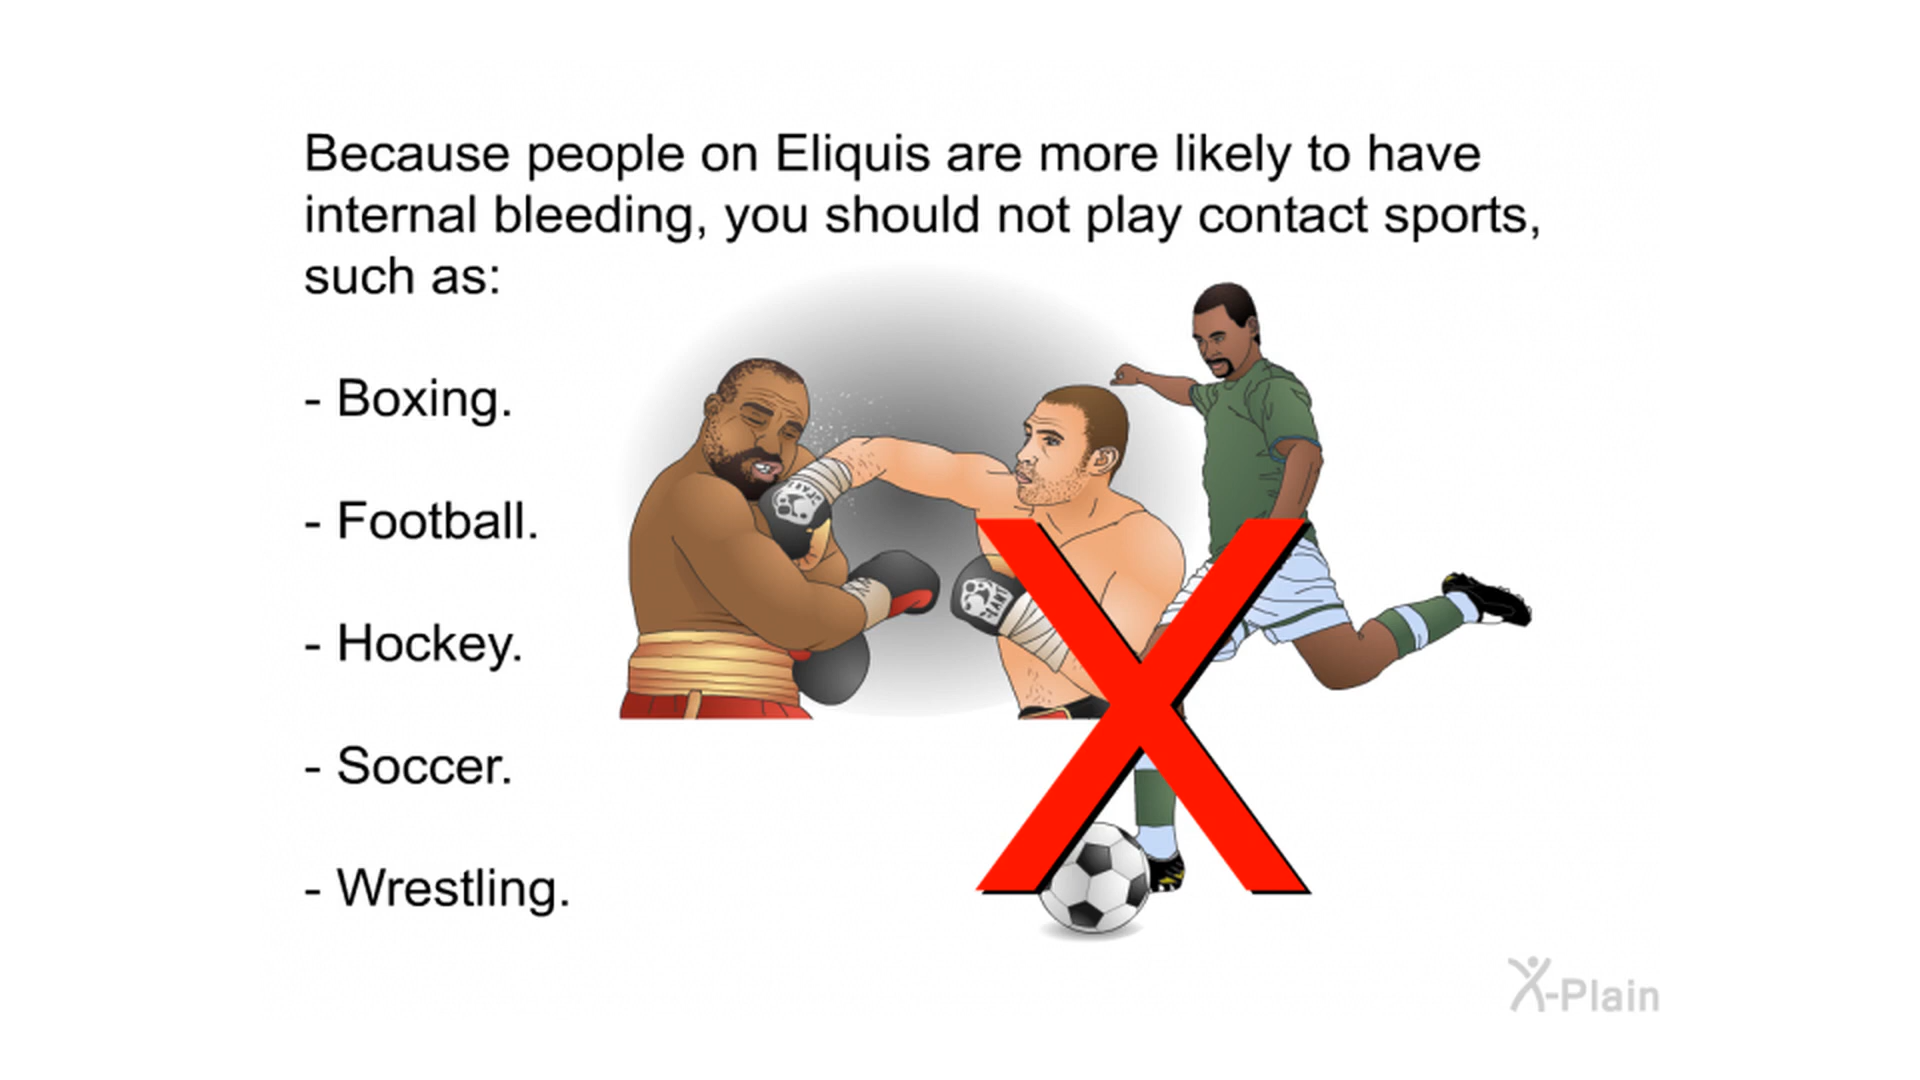 Because people on Eliquis are more likely to have
internal bleeding, you should not play contact sports,
such as:
- Boxing.
- Football.
- Hockey.
- Soccer.
- Wrestling.
X-Plain